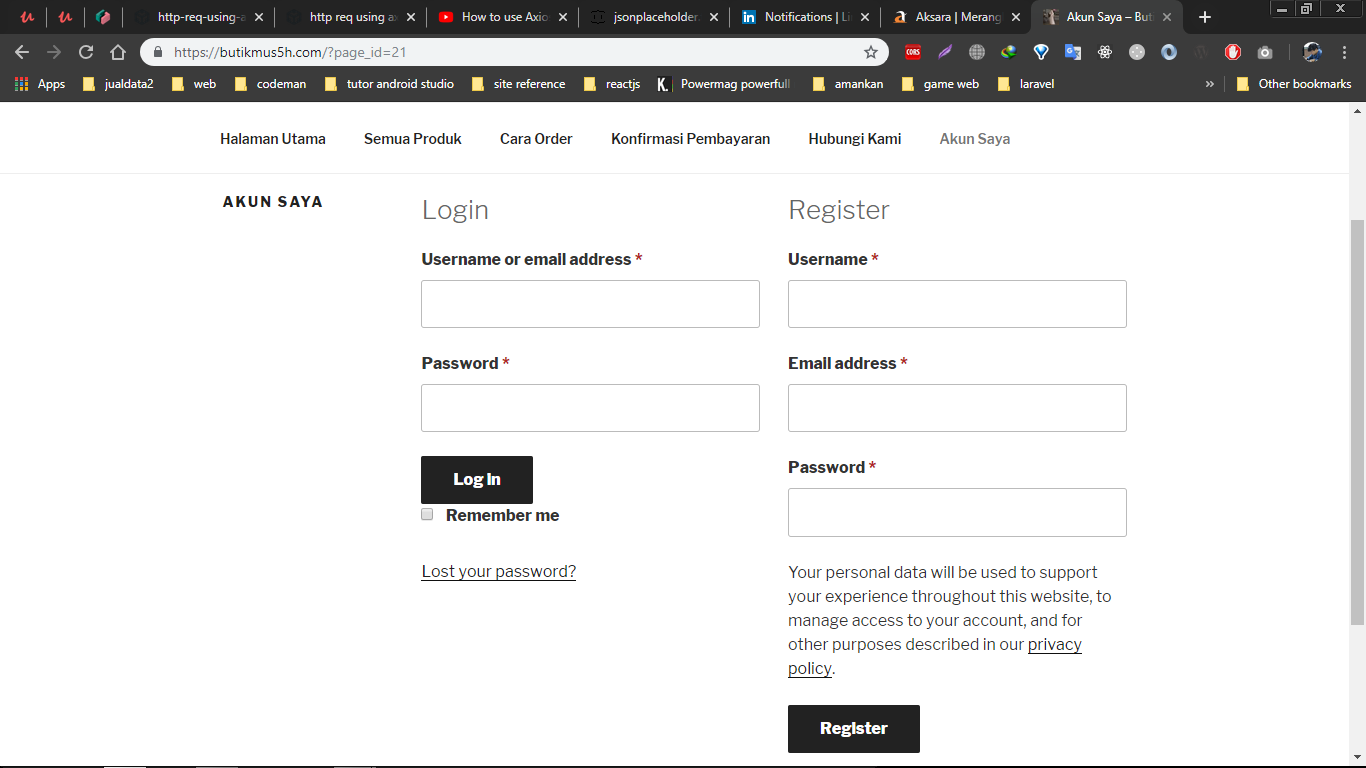 http-req-using-a
http req using ax
How to use Axio
jsonplaceholder.
Notifications | Li
Aksara | Merang
Akun Saya – But
https://butikmus5h.com/?page_id=21
CORS
Apps
jualdata2
web
codeman
tutor android studio
site reference
reactjs
Powermag powerfull
amankan
game web
laravel
»
Other bookmarks
Halaman Utama
Semua Produk
Cara Order
Konfirmasi Pembayaran
Hubungi Kami
Akun Saya
AKUN SAYA
Login
Username or email address *
Password *
Log In
Remember me
Lost your password?
Register
Username *
Email address *
Password *
Your personal data will be used to support
your experience throughout this website, to
manage access to your account, and for
other purposes described in our privacy
policy.
Register